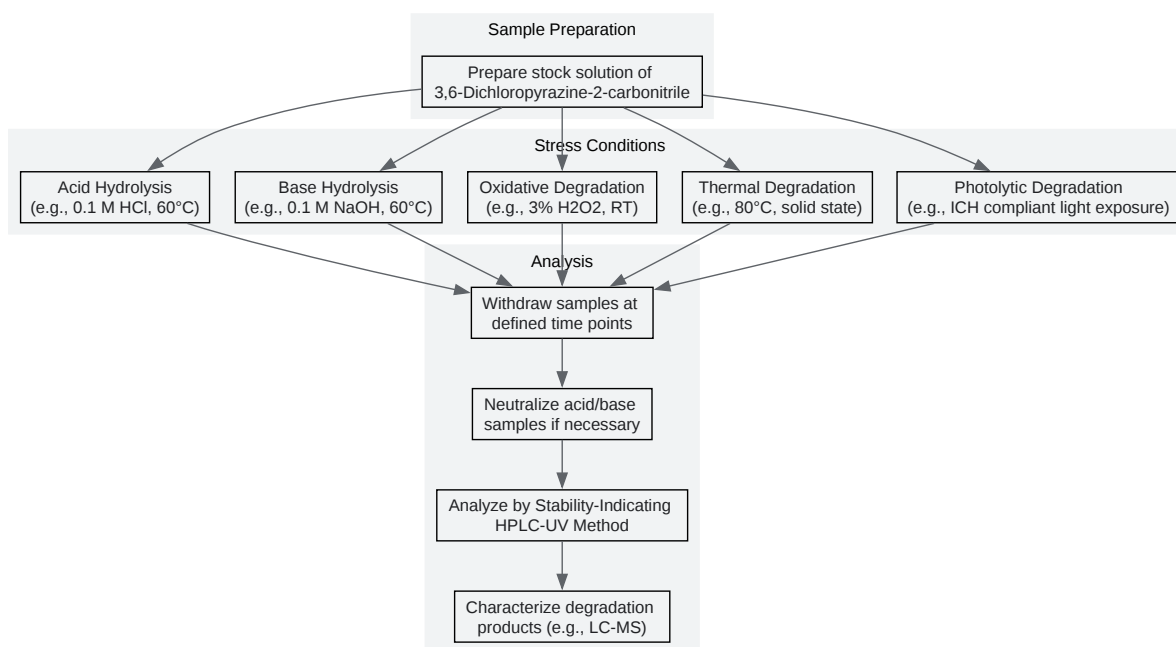 Sample Preparation
Prepare stock solution of
3,6-Dichloropyrazine-2-carbonitrile
Stress Conditions
Acid Hydrolysis
(e.g., 0.1 M HCl, 60°C)
Base Hydrolysis
(e.g., 0.1 M NaOH, 60°C)
Oxidative Degradation
(e.g., 3% H2O2, RT)
Thermal Degradation
(e.g., 80°C, solid state)
Photolytic Degradation
(e.g., ICH compliant light exposure)
Analysis
Withdraw samples at
defined time points
Neutralize acid/base
samples if necessary
Analyze by Stability-Indicating
HPLC-UV Method
Characterize degradation
products (e.g., LC-MS)